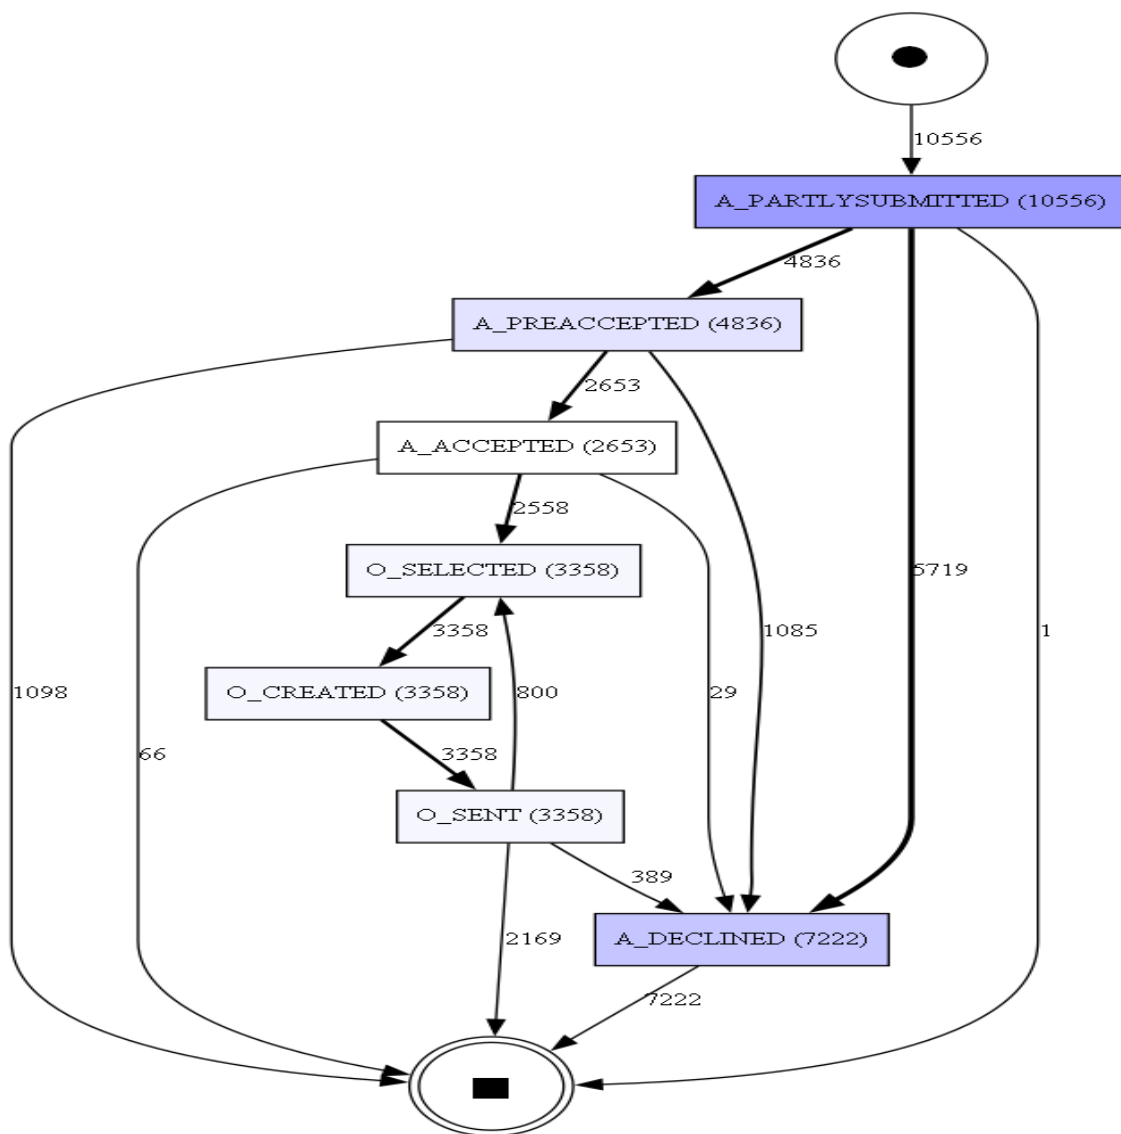 10556
A_PARTLYSUBMITTED (10556)
4836
A_PREACCEPTED (4836)
2653
A_ACCEPTED (2653)
2558
O_SELECTED (3358)
5719
3358
1085
1
O_CREATED (3358)
1098
800
29
66
3358
O_SENT (3358)
389
2169
A_DECLINED (7222)
7222